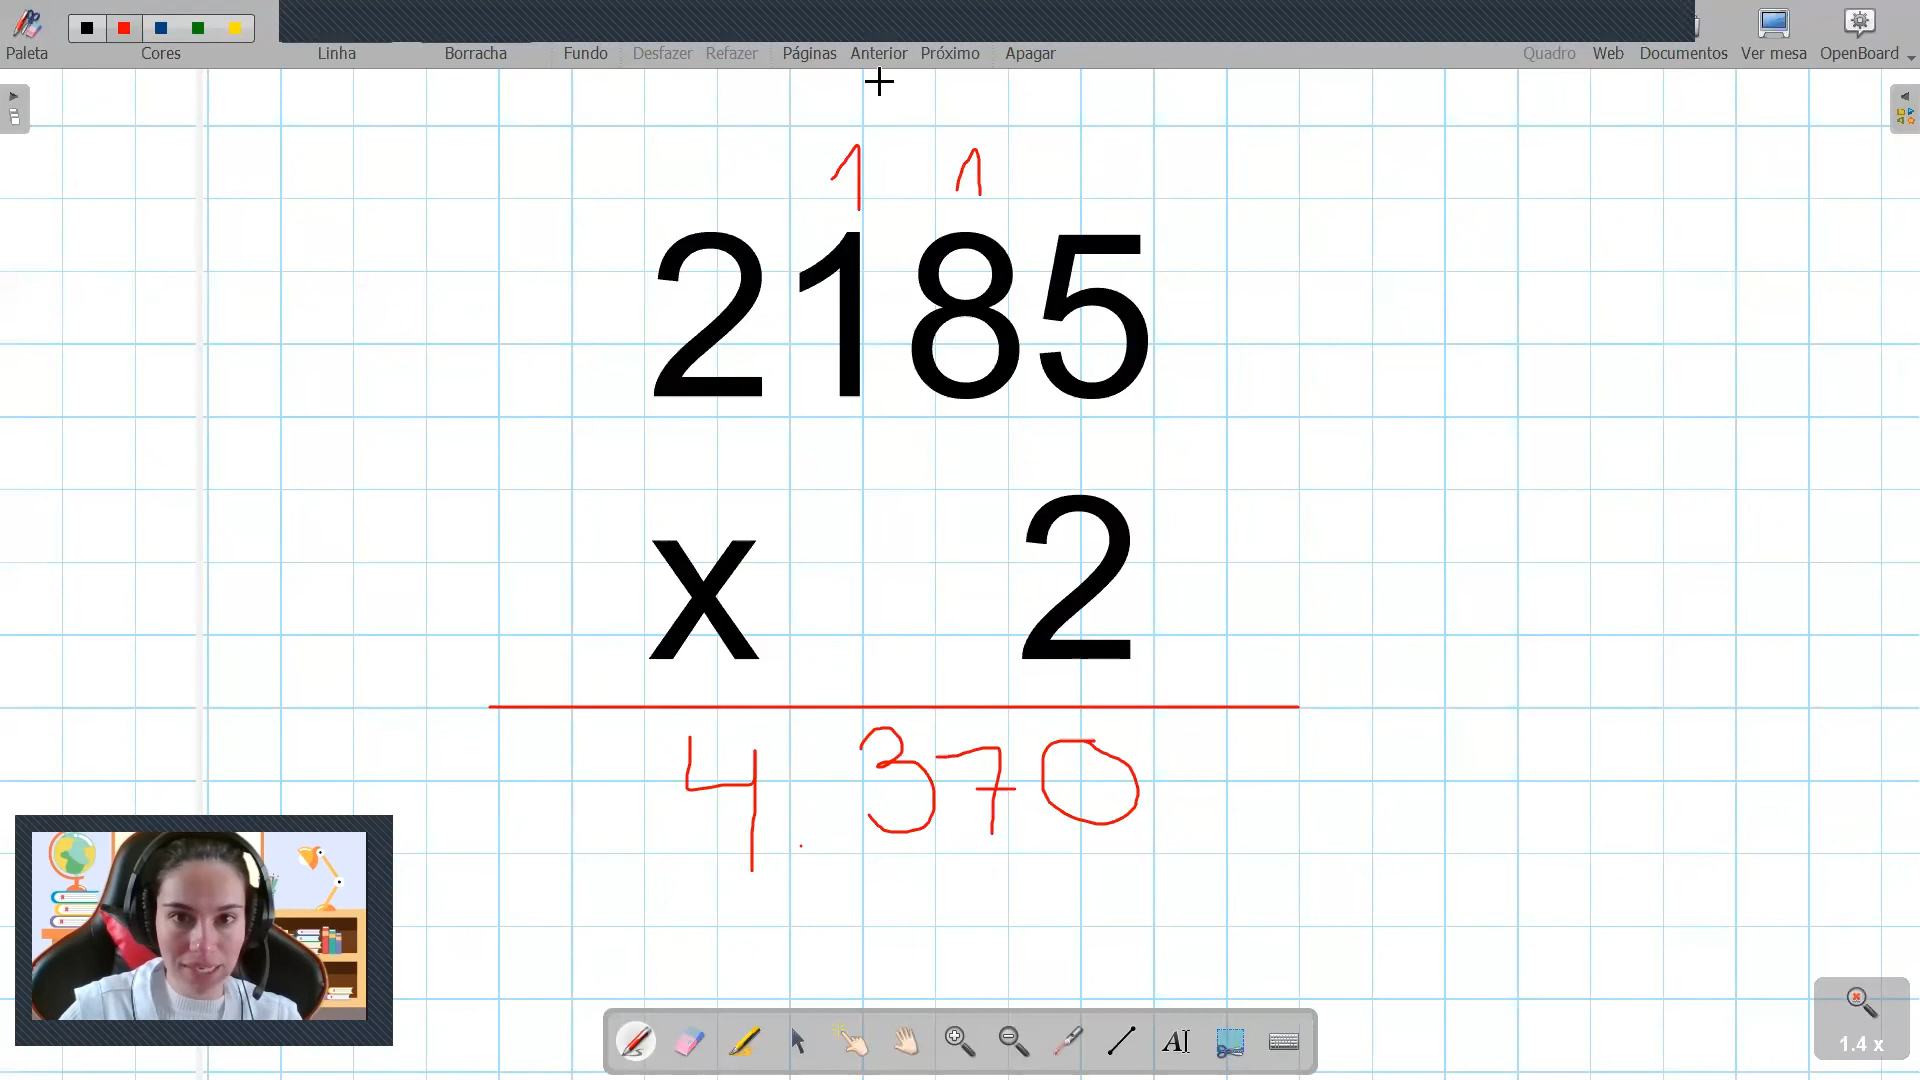 Paleta Cores Linha Borracha Fundo Desfazer Refazer Páginas Anterior Próximo Apagar Quadro Web Documentos Ver mesa OpenBoard
1 1
2185
x 2
4.370
A
1.4 x